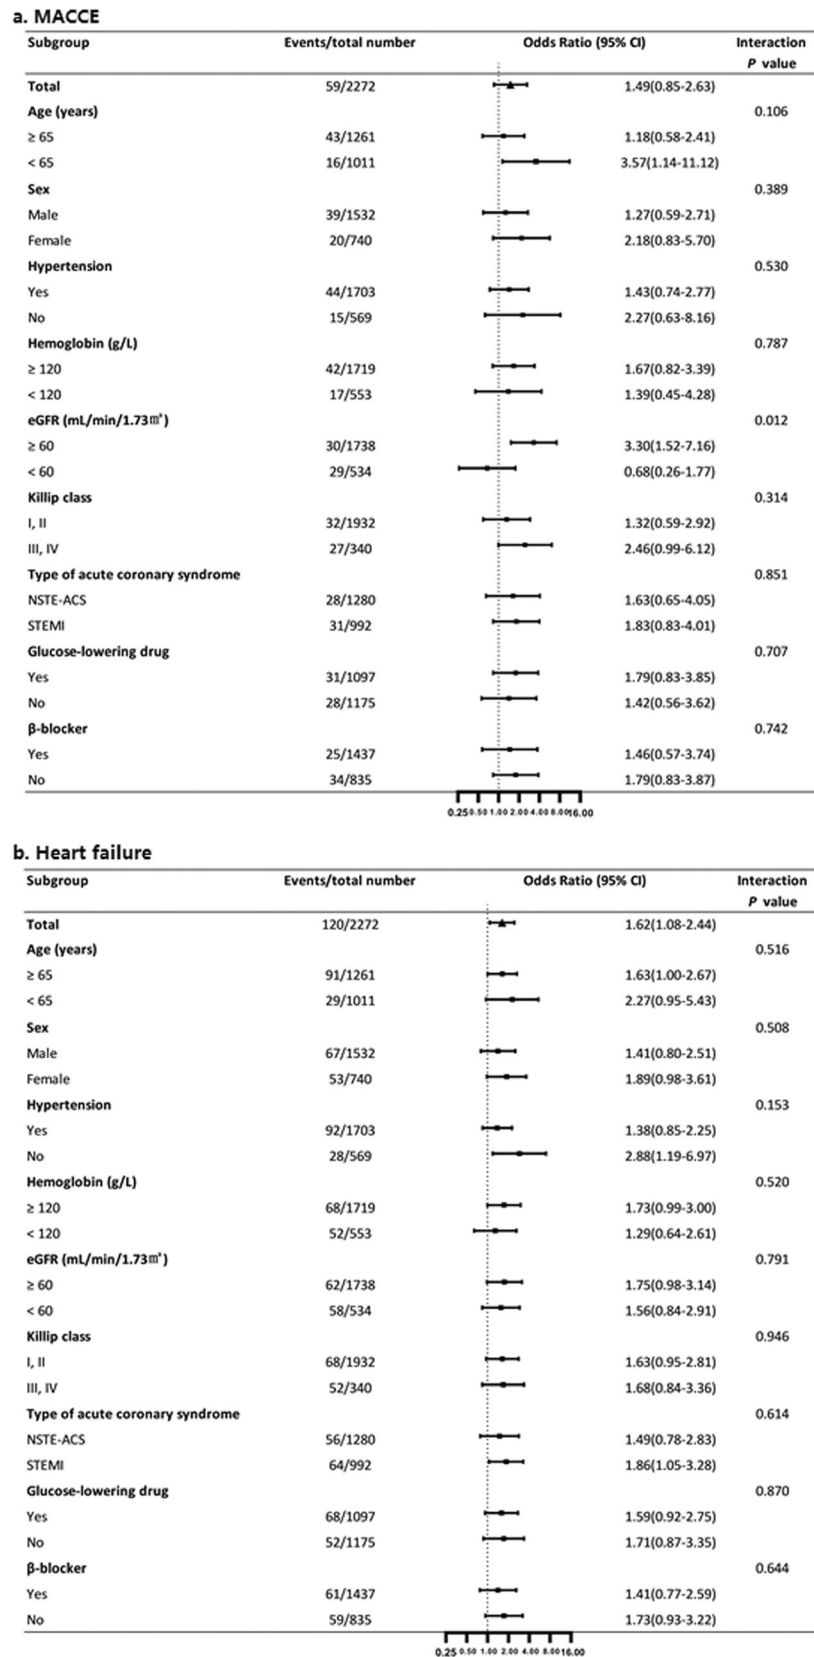 a. MACCE
Subgroup Events/total number Odds Ratio (95% CI) Interaction
P value
Total 59/2272 1.49(0.85-2.63)
Age (years) 0.106
≥ 65 43/1261 1.18(0.58-2.41)
< 65 16/1011 3.57(1.14-11.12)
Sex 0.389
Male 39/1532 1.27(0.59-2.71)
Female 20/740 2.18(0.83-5.70)
Hypertension 0.530
Yes 44/1703 1.43(0.74-2.77)
No 15/569 2.27(0.63-8.16)
Hemoglobin (g/L) 0.787
≥ 120 42/1719 1.67(0.82-3.39)
< 120 17/553 1.39(0.45-4.28)
eGFR (mL/min/1.73㎡) 0.012
≥ 60 30/1738 3.30(1.52-7.16)
< 60 29/534 0.68(0.26-1.77)
Killip class 0.314
I, II 32/1932 1.32(0.59-2.92)
III, IV 27/340 2.46(0.99-6.12)
Type of acute coronary syndrome 0.851
NSTE-ACS 28/1280 1.63(0.65-4.05)
STEMI 31/992 1.83(0.83-4.01)
Glucose-lowering drug 0.707
Yes 31/1097 1.79(0.83-3.85)
No 28/1175 1.42(0.56-3.62)
β-blocker 0.742
Yes 25/1437 1.46(0.57-3.74)
No 34/835 1.79(0.83-3.87)
0.25 0.50 1.00 2.00 4.00 8.00 16.00
b. Heart failure
Subgroup Events/total number Odds Ratio (95% CI) Interaction
P value
Total 120/2272 1.62(1.08-2.44)
Age (years) 0.516
≥ 65 91/1261 1.63(1.00-2.67)
< 65 29/1011 2.27(0.95-5.43)
Sex 0.508
Male 67/1532 1.41(0.80-2.51)
Female 53/740 1.89(0.98-3.61)
Hypertension 0.153
Yes 92/1703 1.38(0.85-2.25)
No 28/569 2.88(1.19-6.97)
Hemoglobin (g/L) 0.520
≥ 120 68/1719 1.73(0.99-3.00)
< 120 52/553 1.29(0.64-2.61)
eGFR (mL/min/1.73㎡) 0.791
≥ 60 62/1738 1.75(0.98-3.14)
< 60 58/534 1.56(0.84-2.91)
Killip class 0.946
I, II 68/1932 1.63(0.95-2.81)
III, IV 52/340 1.68(0.84-3.36)
Type of acute coronary syndrome 0.614
NSTE-ACS 56/1280 1.49(0.78-2.83)
STEMI 64/992 1.86(1.05-3.28)
Glucose-lowering drug 0.870
Yes 68/1097 1.59(0.92-2.75)
No 52/1175 1.71(0.87-3.35)
β-blocker 0.644
Yes 61/1437 1.41(0.77-2.59)
No 59/835 1.73(0.93-3.22)
0.25 0.50 1.00 2.00 4.00 8.00 16.00